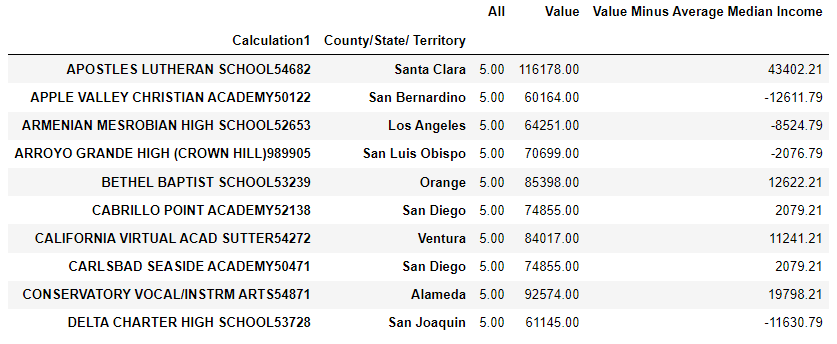 All Value Value Minus Average Median Income
Calculation1 County/State/ Territory
APOSTLES LUTHERAN SCHOOL54682 Santa Clara 5.00 116178.00 43402.21
APPLE VALLEY CHRISTIAN ACADEMY50122 San Bernardino 5.00 60164.00 -12611.79
ARMENIAN MESROBIAN HIGH SCHOOL52653 Los Angeles 5.00 64251.00 -8524.79
ARROYO GRANDE HIGH (CROWN HILL)989905 San Luis Obispo 5.00 70699.00 -2076.79
BETHEL BAPTIST SCHOOL53239 Orange 5.00 85398.00 12622.21
CABRILLO POINT ACADEMY52138 San Diego 5.00 74855.00 2079.21
CALIFORNIA VIRTUAL ACAD SUTTER54272 Ventura 5.00 84017.00 11241.21
CARLSBAD SEASIDE ACADEMY50471 San Diego 5.00 74855.00 2079.21
CONSERVATORY VOCAL/INSTRM ARTS54871 Alameda 5.00 92574.00 19798.21
DELTA CHARTER HIGH SCHOOL53728 San Joaquin 5.00 61145.00 -11630.79